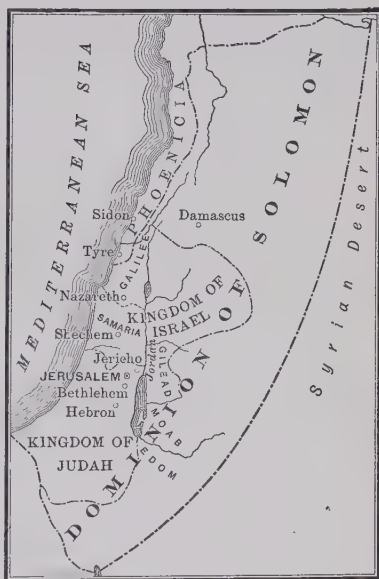 MEDITERRANEAN SEA
PHOENICIA
DOMINION OF SOLOMON
Syrian Desert
Sidon
Damascus
Tyre
GALILEE
Nazareth
KINGDOM OF
ISRAEL
SAMARIA
Shechem
Jordan
GILEAD
Jericho
JERUSALEM
Bethlehem
Hebron
MOAB
EDOM
KINGDOM OF
JUDAH